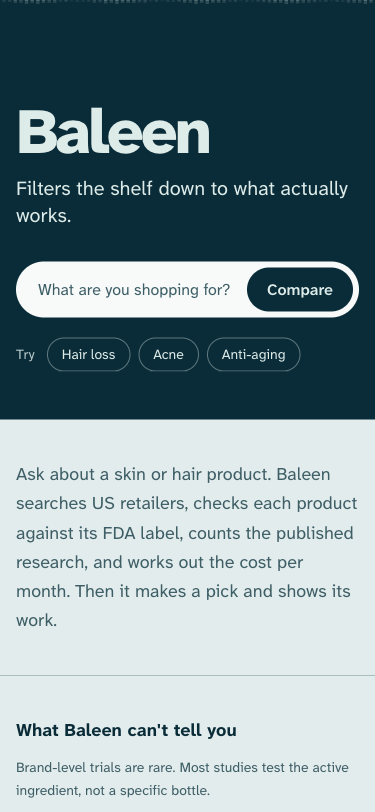 Baleen
Filters the shelf down to what actually
works.
What are you shopping for?
Compare
Try
Hair loss
Acne
Anti-aging
Ask about a skin or hair product. Baleen
searches US retailers, checks each product
against its FDA label, counts the published
research, and works out the cost per
month. Then it makes a pick and shows its
work.
What Baleen can't tell you
Brand-level trials are rare. Most studies test the active
ingredient, not a specific bottle.